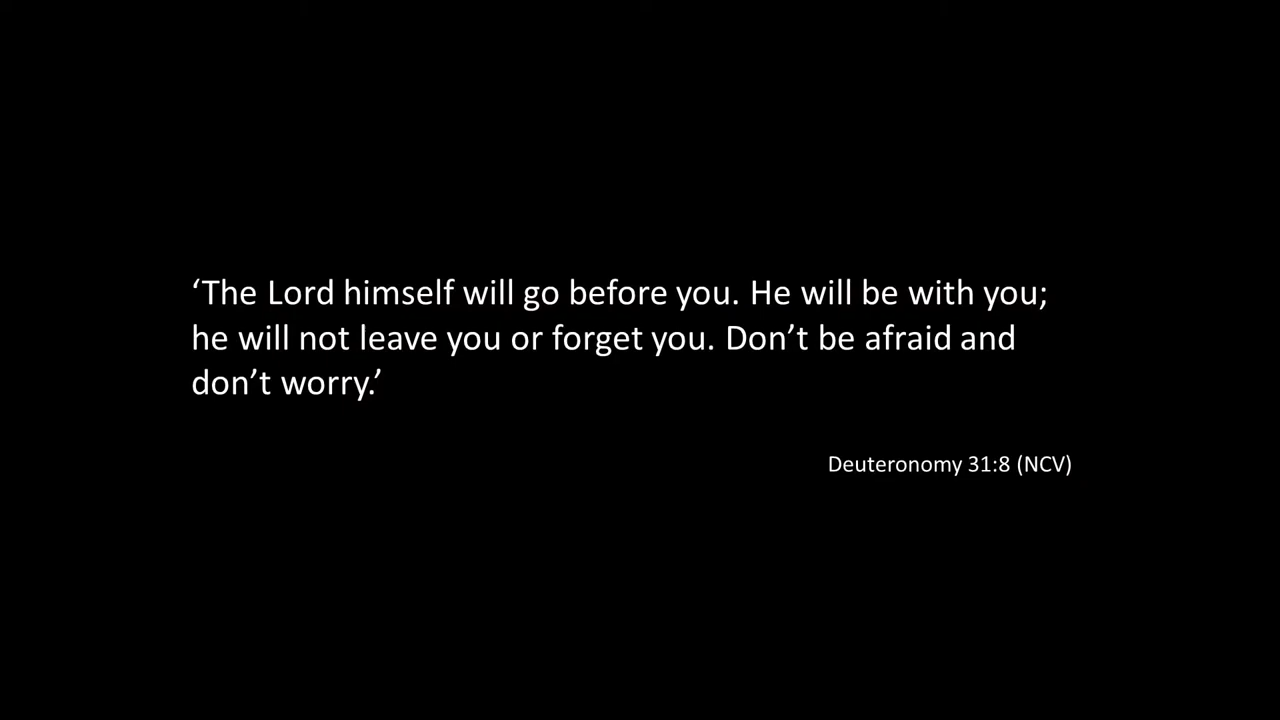 ‘The Lord himself will go before you. He will be with you;
he will not leave you or forget you. Don’t be afraid and
don’t worry.’
Deuteronomy 31:8 (NCV)